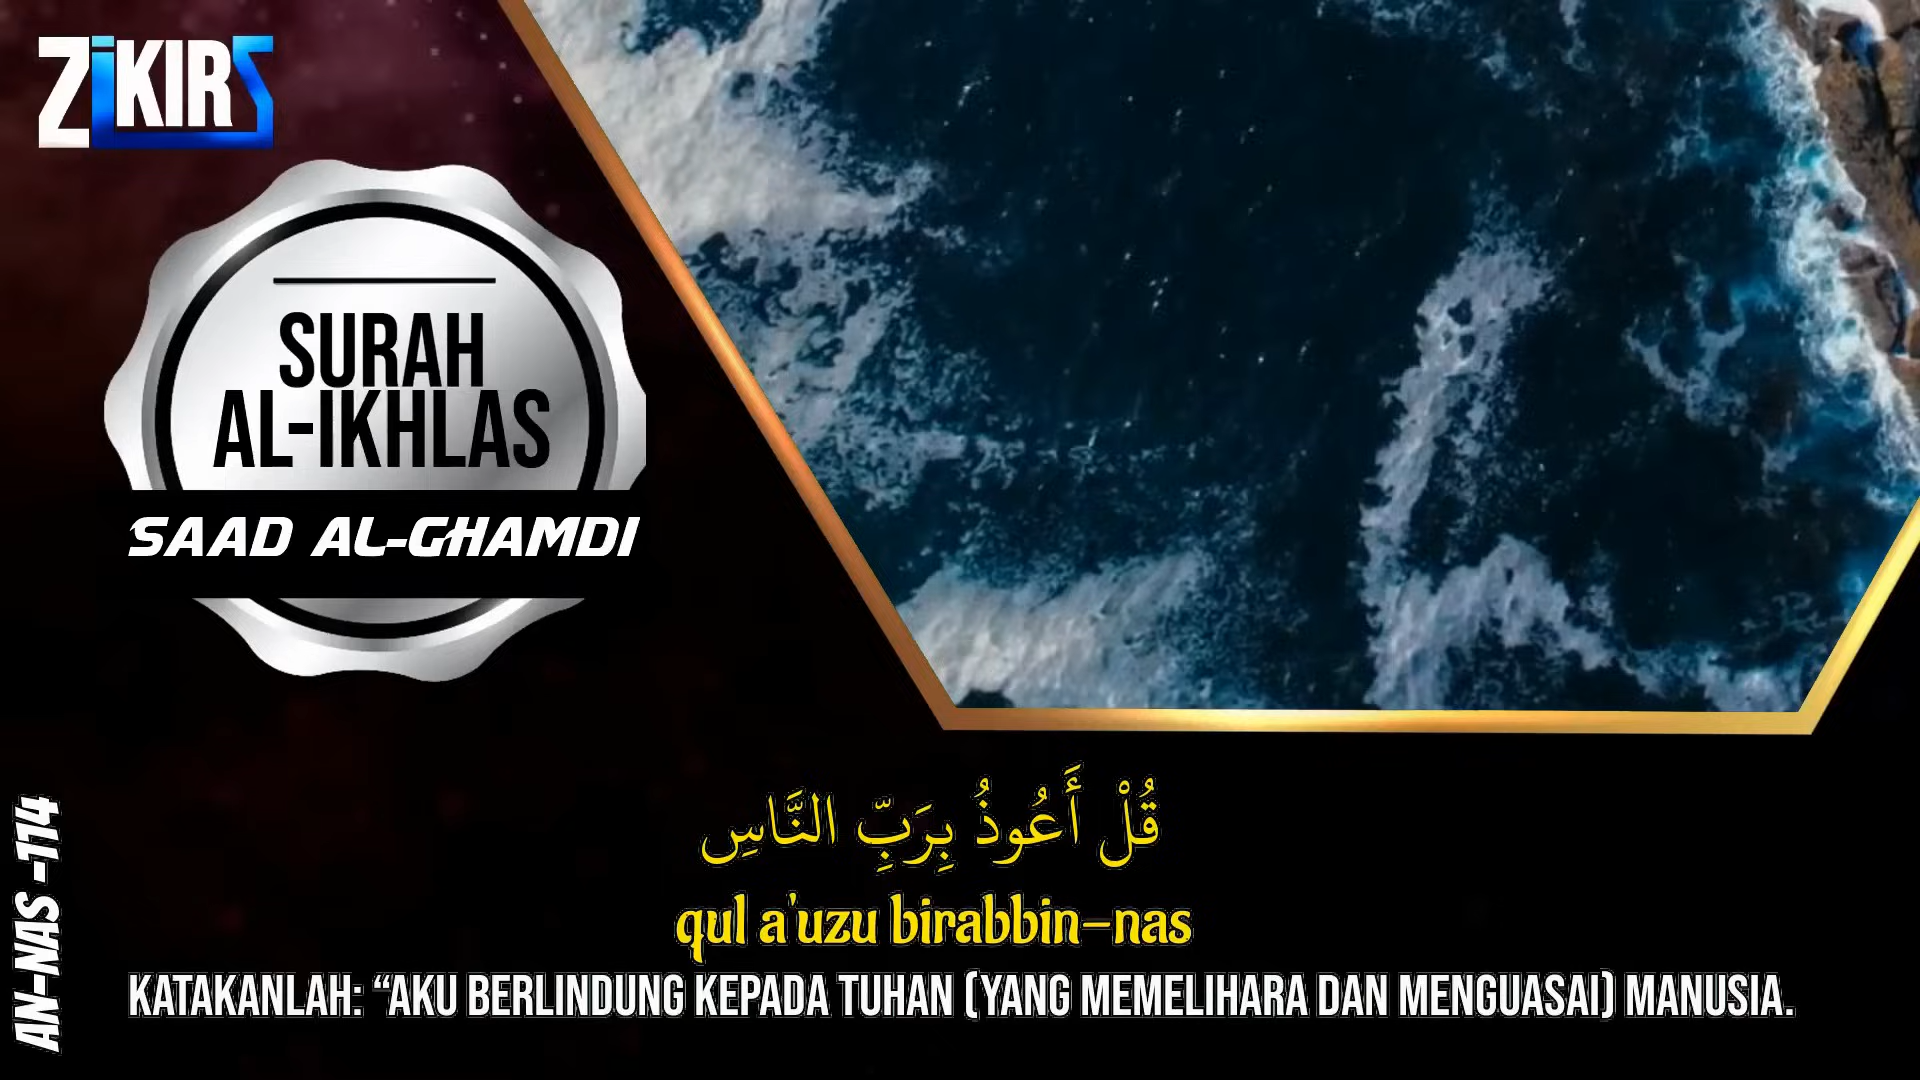 ZIKIRS
SURAH
AL-IKHLAS
SAAD AL-GHAMDI
قُلْ أَعُوذُ بِرَبِّ النَّاسِ
qul a'uzu birabbin-nas
KATAKANLAH: “AKU BERLINDUNG KEPADA TUHAN (YANG MEMELIHARA DAN MENGUASAI) MANUSIA.
AN-NAS -114